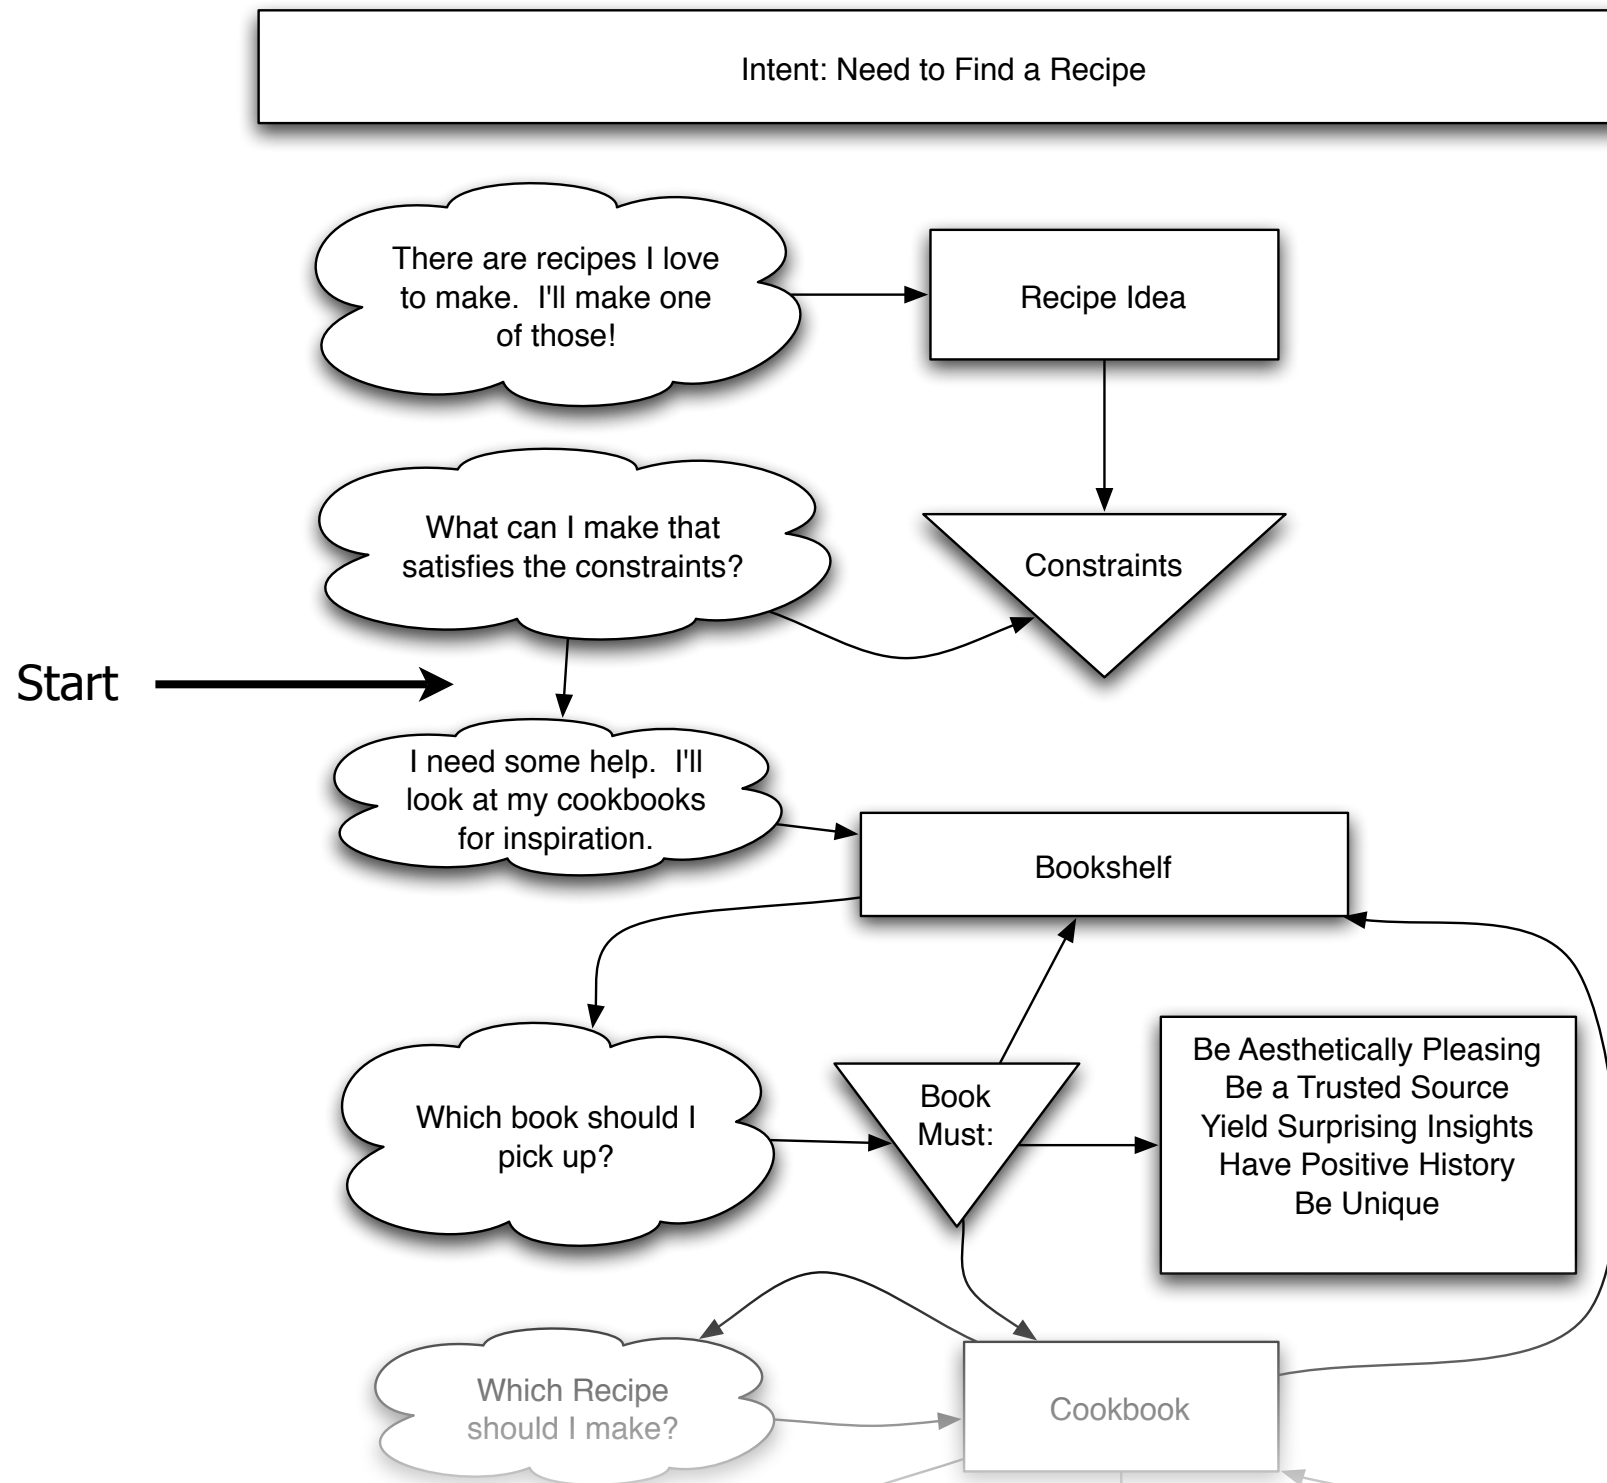 Intent: Need to Find a Recipe
There are recipes I love
to make.  I'll make one
of those!
Recipe Idea
What can I make that
satisfies the constraints?
Constraints
Start
I need some help.  I'll
look at my cookbooks
for inspiration.
Bookshelf
Which book should I
pick up?
Book
Must:
Be Aesthetically Pleasing
Be a Trusted Source
Yield Surprising Insights
Have Positive History
Be Unique
Which Recipe
should I make?
Cookbook